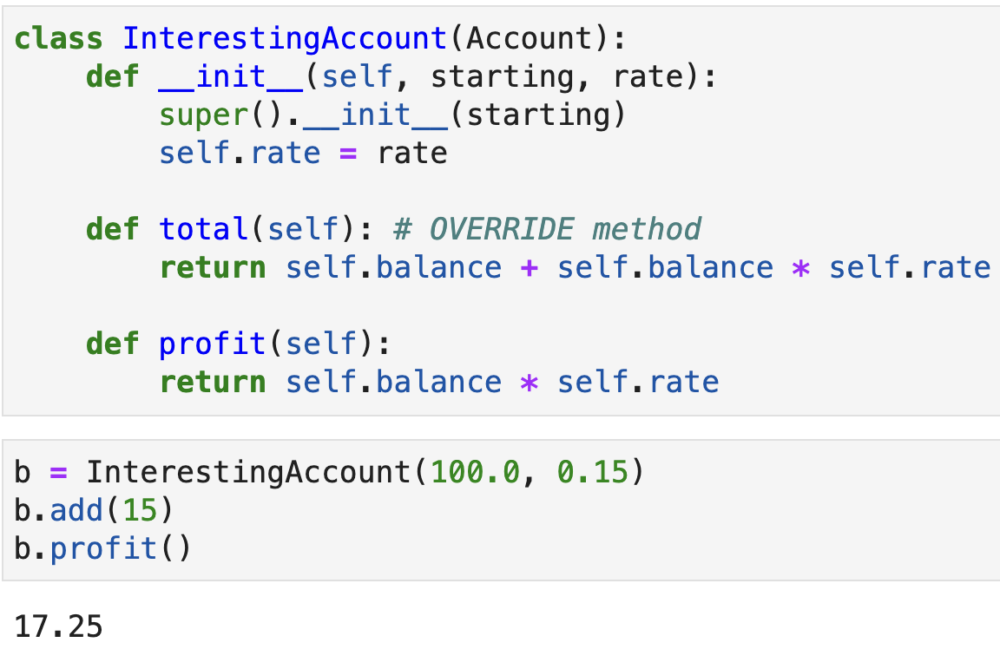 class InterestingAccount(Account):
    def __init__(self, starting, rate):
        super().__init__(starting)
        self.rate = rate

    def total(self): # OVERRIDE method
        return self.balance + self.balance * self.rate

    def profit(self):
        return self.balance * self.rate

b = InterestingAccount(100.0, 0.15)
b.add(15)
b.profit()

17.25